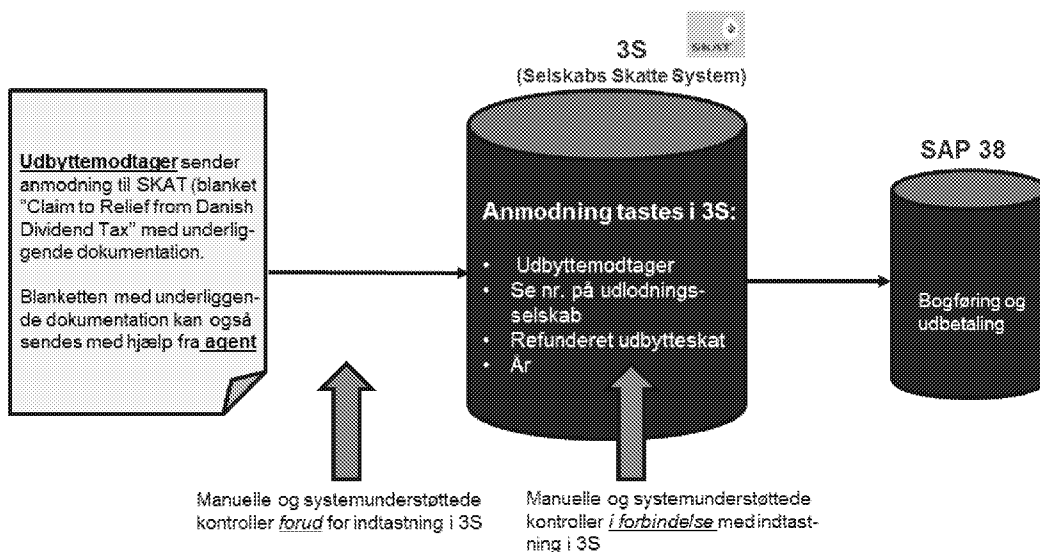 3S
SKAT
(Selskabs Skatte System)
Udbyttemodtager sender
anmodning til SKAT (blanket
"Claim to Relief from Danish
Dividend Tax" med underlig-
gende dokumentation.
Blanketten med underliggen-
de dokumentation kan også
sendes med hjælp fra agent
Anmodning tastes i 3S:
• Udbyttemodtager
• Se nr. på udlodnings-
selskab
• Refunderet udbytteskat
• År
SAP 38
Bogføring og
udbetaling
Manuelle og systemunderstøttede
kontroller forud for indtastning i 3S
Manuelle og systemunderstøttede
kontroller i forbindelse med indtast-
ning i 3S